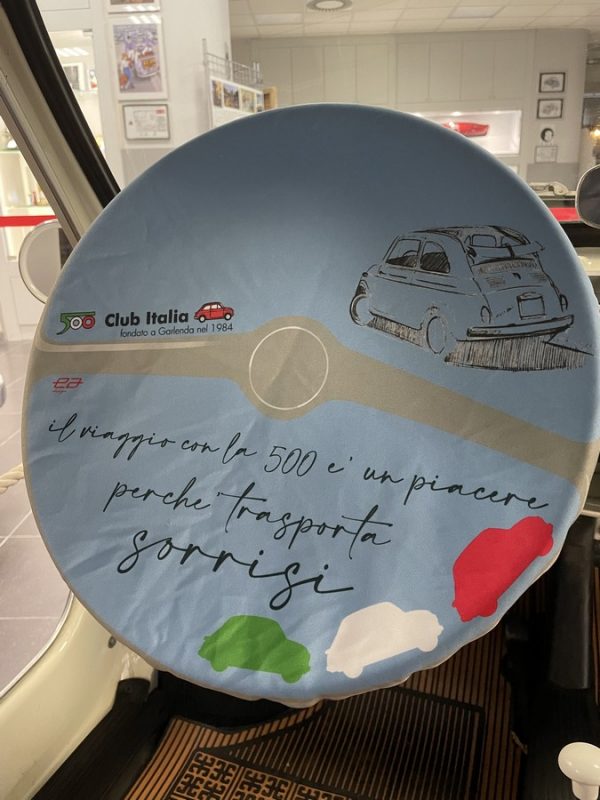 500 Club Italia
fondato a Garlenda nel 1984
il viaggio con la 500 e' un piacere
perche' trasporta
sorrisi